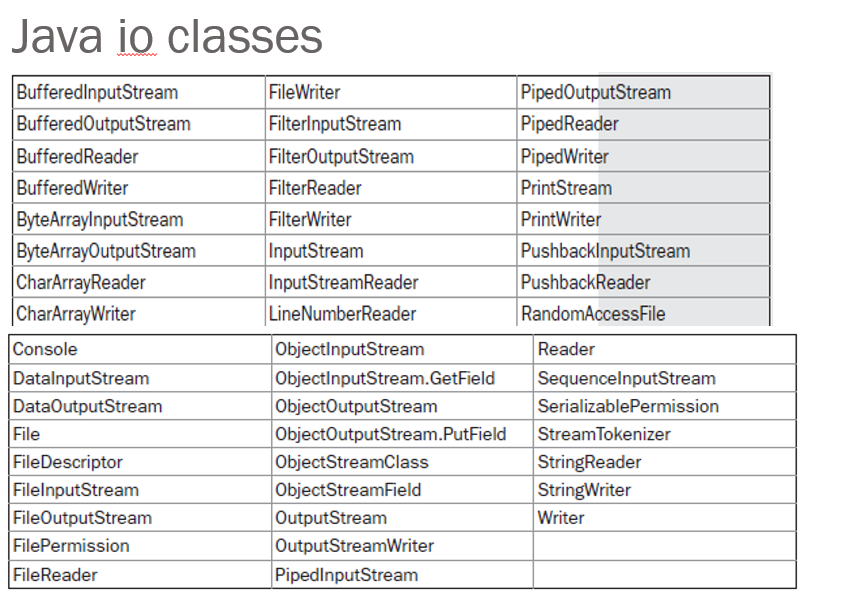 Java io classes
BufferedInputStream FileWriter PipedOutputStream
BufferedOutputStream FilterInputStream PipedReader
BufferedReader FilterOutputStream PipedWriter
BufferedWriter FilterReader PrintStream
ByteArrayInputStream FilterWriter PrintWriter
ByteArrayOutputStream InputStream PushbackInputStream
CharArrayReader InputStreamReader PushbackReader
CharArrayWriter LineNumberReader RandomAccessFile
Console ObjectInputStream Reader
DataInputStream ObjectInputStream.GetField SequenceInputStream
DataOutputStream ObjectOutputStream SerializablePermission
File ObjectOutputStream.PutField StreamTokenizer
FileDescriptor ObjectStreamClass StringReader
FileInputStream ObjectStreamField StringWriter
FileOutputStream OutputStream Writer
FilePermission OutputStreamWriter
FileReader PipedInputStream